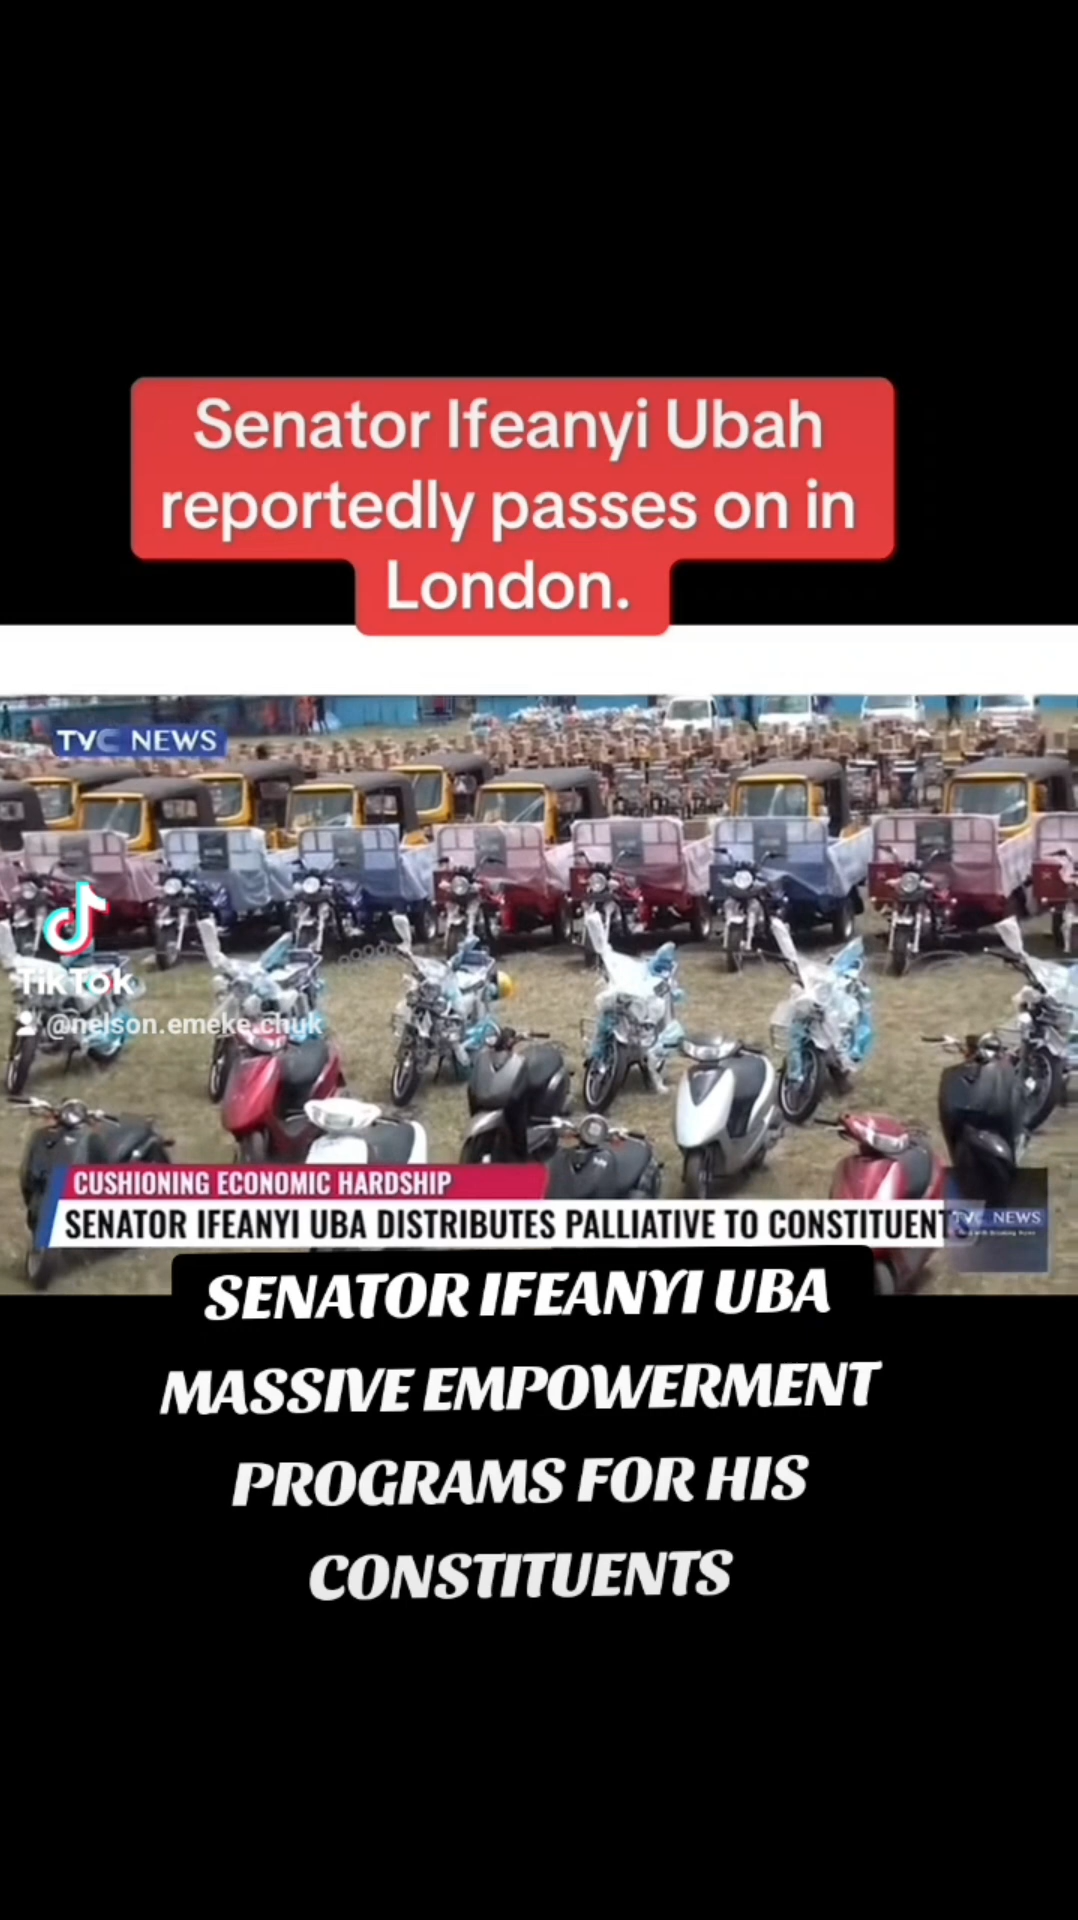 Senator Ifeanyi Ubah
reportedly passes on in
London.
TVC NEWS
TikTok
@nelson.emeke.chuk
CUSHIONING ECONOMIC HARDSHIP
SENATOR IFEANYI UBA DISTRIBUTES PALLIATIVE TO CONSTITUENTS
TVC NEWS
SENATOR IFEANYI UBA
MASSIVE EMPOWERMENT
PROGRAMS FOR HIS
CONSTITUENTS